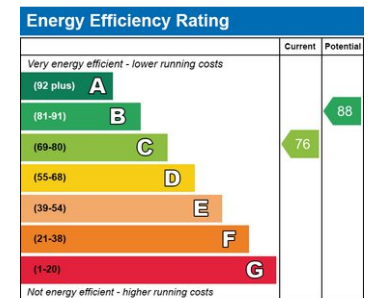 Energy Efficiency Rating
Current Potential
Very energy efficient - lower running costs
(92 plus) A
(81-91) B
88
(69-80) C
76
(55-68) D
(39-54) E
(21-38) F
(1-20) G
Not energy efficient - higher running costs